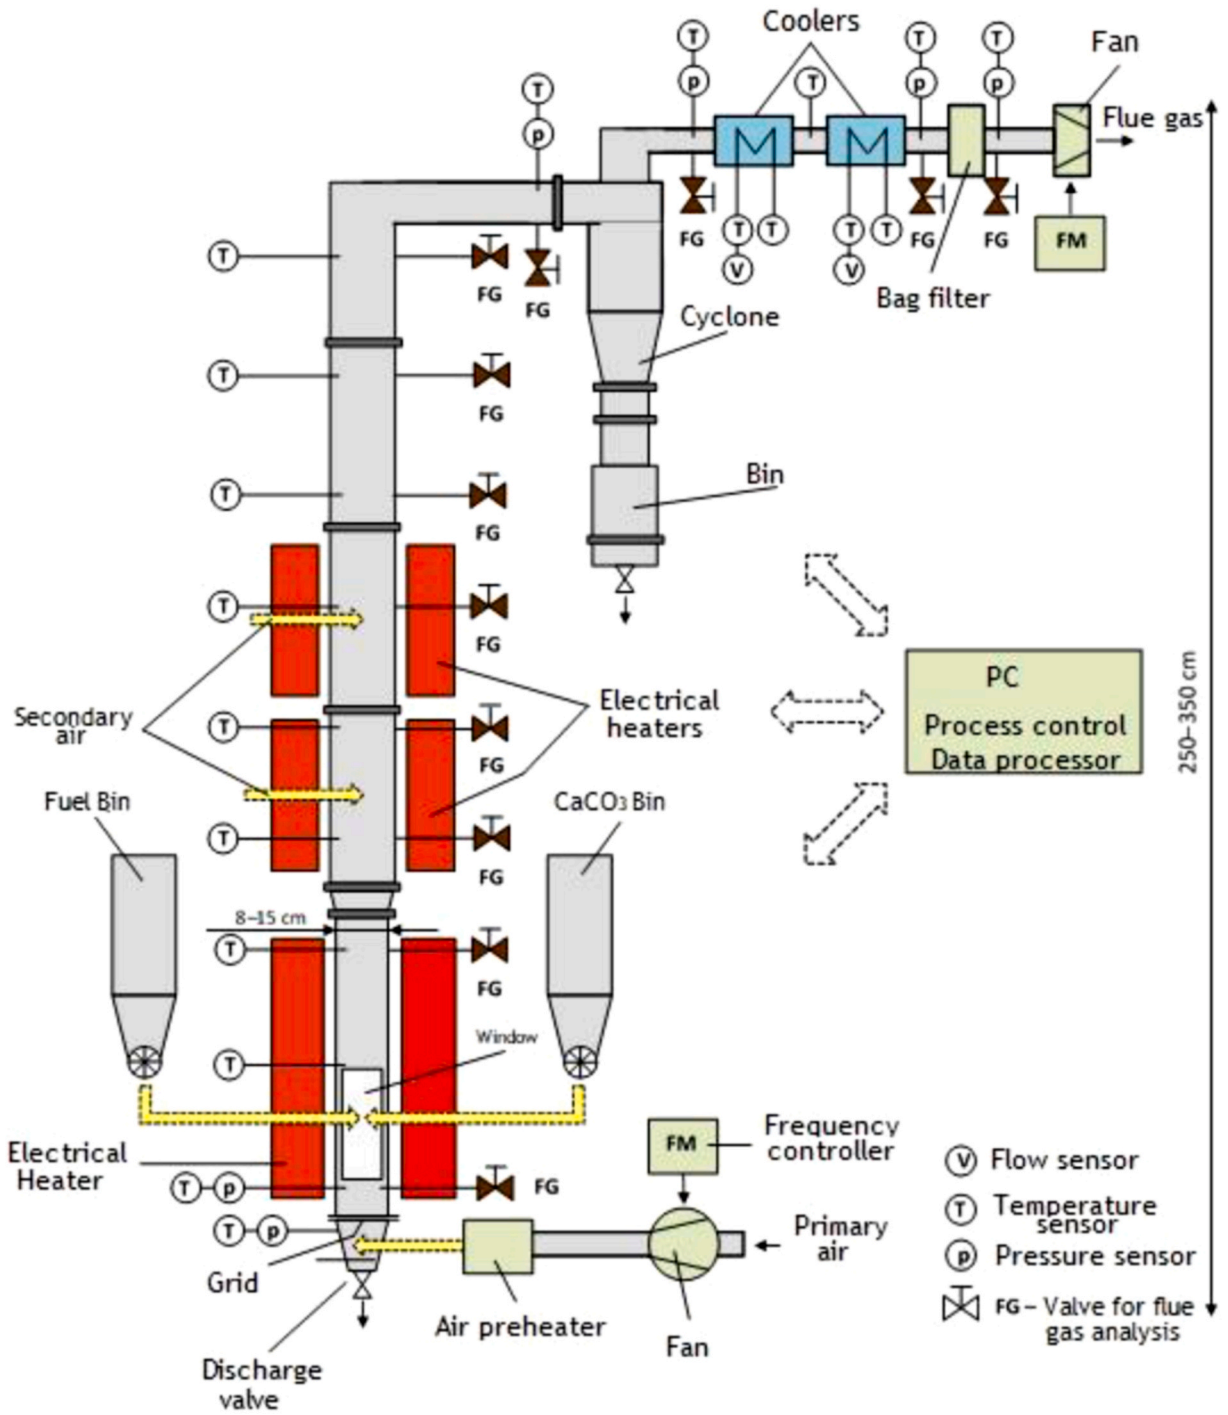 Coolers
Fan
T
T
T
T
T
p
p
p
p
Flue gas
T
FG
T
T
T
T
FG
FG
FM
V
V
Bag filter
FG
FG
Cyclone
T
FG
Bin
T
FG
T
FG
PC
Process control
Data processor
250–350 cm
Secondary
air
Electrical
heaters
T
FG
Fuel Bin
CaCO3 Bin
T
FG
8–15 cm
T
FG
Window
T
Electrical
Heater
FM
Frequency
controller
T
p
FG
T
p
Primary
air
Grid
Air preheater
Fan
Discharge
valve
V
Flow sensor
T
Temperature
sensor
p
Pressure sensor
FG – Valve for flue
gas analysis